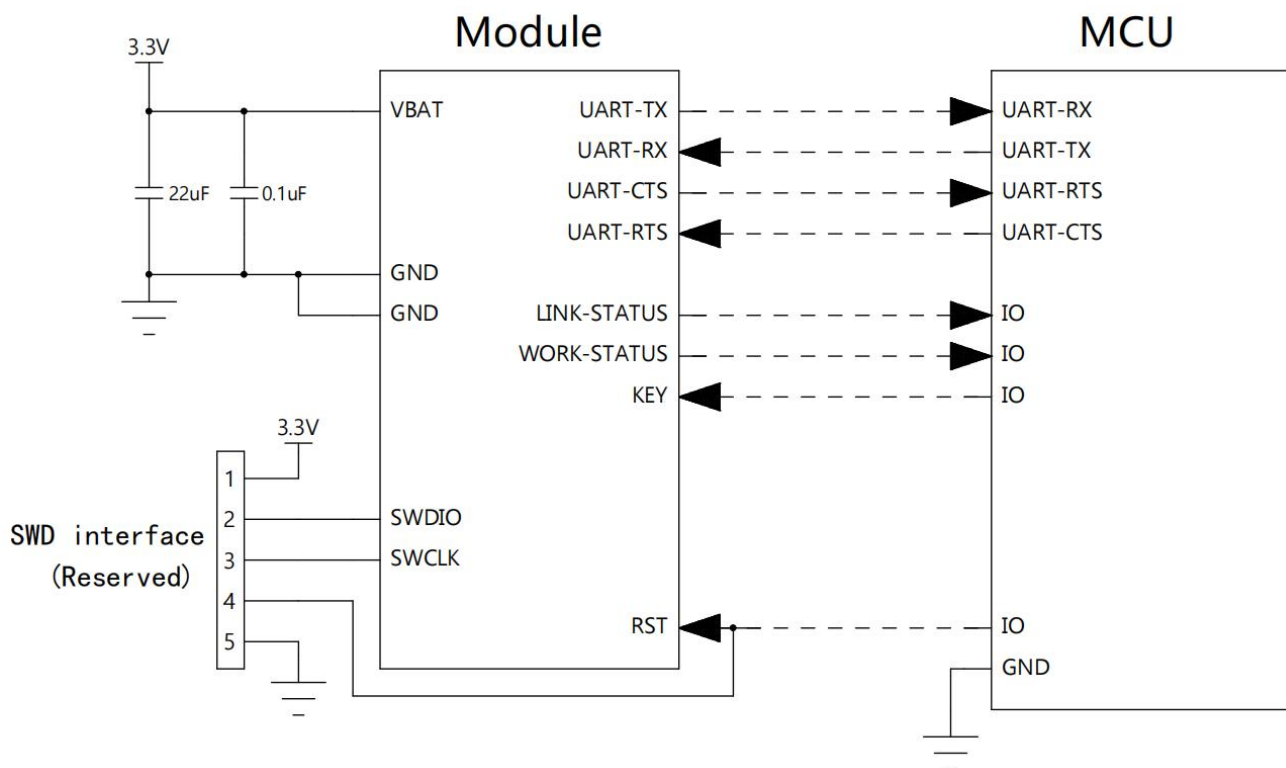 Module
MCU
3.3V
VBAT
UART-TX
UART-RX
UART-RX
UART-TX
22uF
0.1uF
UART-CTS
UART-RTS
UART-RTS
UART-CTS
GND
GND
LINK-STATUS
IO
WORK-STATUS
IO
KEY
IO
3.3V
1
2
SWDIO
SWD interface
(Reserved)
3
SWCLK
4
5
RST
IO
GND